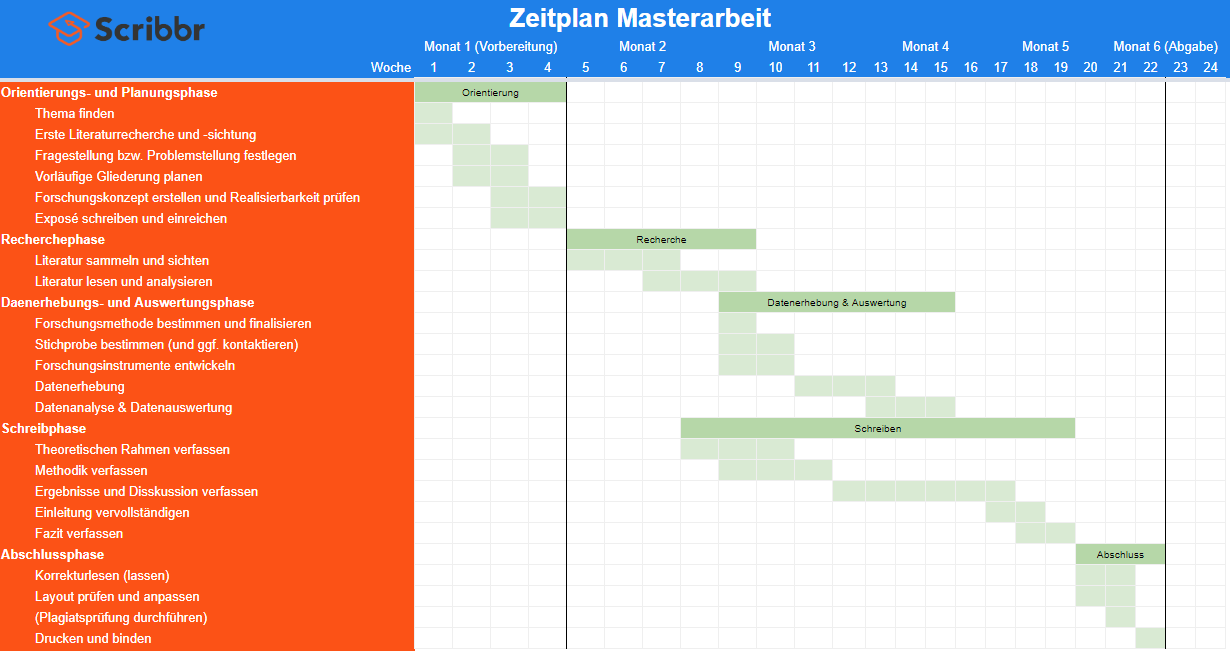 Scribbr
Zeitplan Masterarbeit
Monat 1 (Vorbereitung) Monat 2 Monat 3 Monat 4 Monat 5 Monat 6 (Abgabe)
Woche 1 2 3 4 5 6 7 8 9 10 11 12 13 14 15 16 17 18 19 20 21 22 23 24
Orientierungs- und Planungsphase Orientierung
Thema finden
Erste Literaturrecherche und -sichtung
Fragestellung bzw. Problemstellung festlegen
Vorläufige Gliederung planen
Forschungskonzept erstellen und Realisierbarkeit prüfen
Exposé schreiben und einreichen
Recherchephase Recherche
Literatur sammeln und sichten
Literatur lesen und analysieren
Daenerhebungs- und Auswertungsphase Datenerhebung & Auswertung
Forschungsmethode bestimmen und finalisieren
Stichprobe bestimmen (und ggf. kontaktieren)
Forschungsinstrumente entwickeln
Datenerhebung
Datenanalyse & Datenauswertung
Schreibphase Schreiben
Theoretischen Rahmen verfassen
Methodik verfassen
Ergebnisse und Disskussion verfassen
Einleitung vervollständigen
Fazit verfassen
Abschlussphase Abschluss
Korrekturlesen (lassen)
Layout prüfen und anpassen
(Plagiatsprüfung durchführen)
Drucken und binden